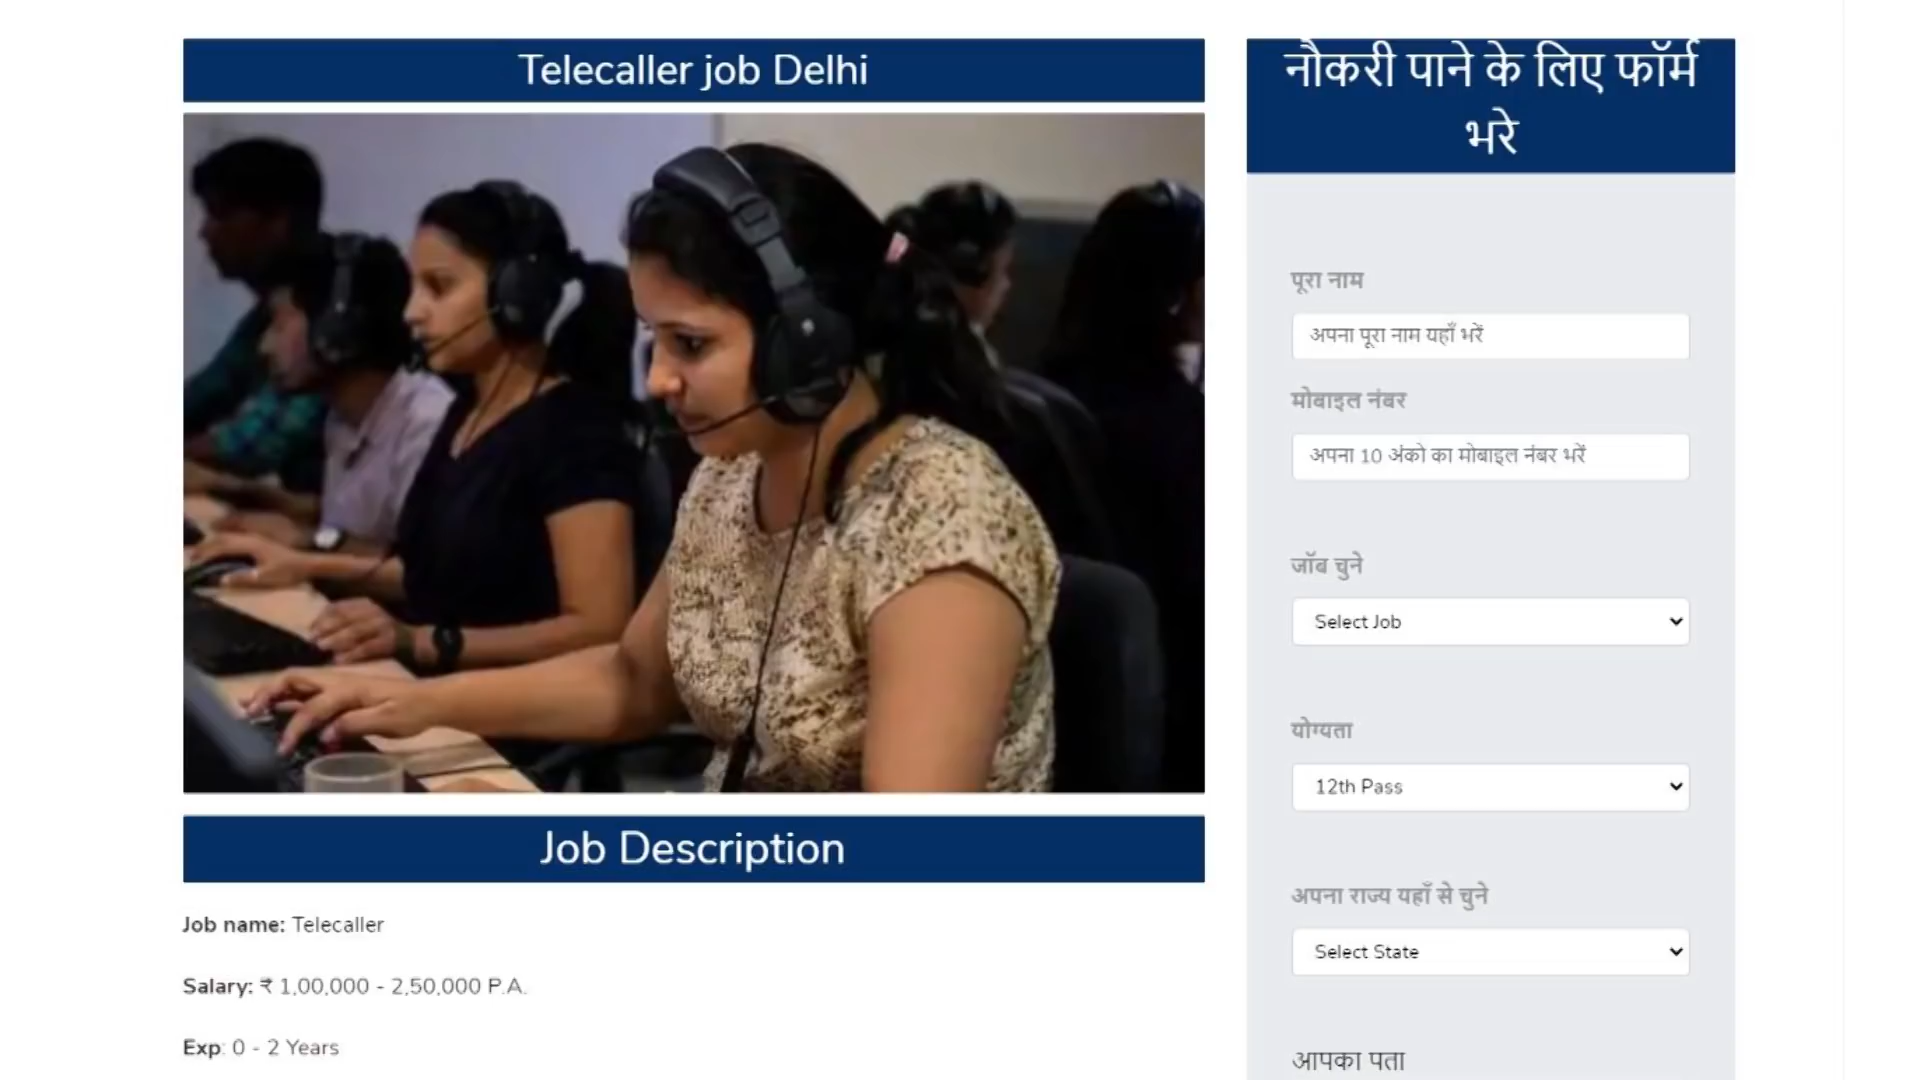 Telecaller job Delhi
Job Description
Job name: Telecaller
Salary: ₹ 1,00,000 - 2,50,000 P.A.
Exp: 0 - 2 Years
नौकरी पाने के लिए फॉर्म
भरे
पूरा नाम
अपना पूरा नाम यहाँ भरें
मोबाइल नंबर
अपना 10 अंको का मोबाइल नंबर भरें
जॉब चुने
Select Job
योग्यता
12th Pass
अपना राज्य यहाँ से चुने
Select State
आपका पता